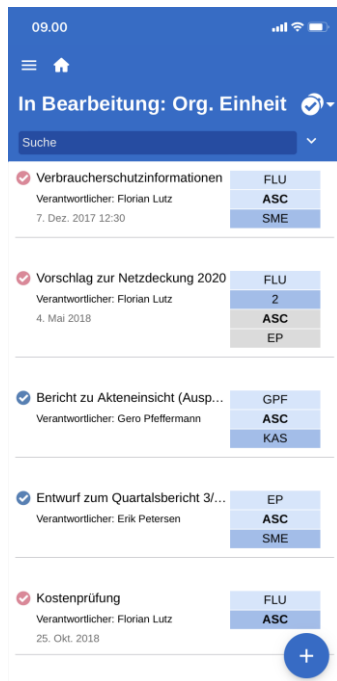 09.00
In Bearbeitung: Org. Einheit
Suche
Verbraucherschutzinformationen
Verantwortlicher: Florian Lutz
7. Dez. 2017 12:30
FLU
ASC
SME
Vorschlag zur Netzdeckung 2020
Verantwortlicher: Florian Lutz
4. Mai 2018
FLU
2
ASC
EP
Bericht zu Akteneinsicht (Ausp...
Verantwortlicher: Gero Pfeffermann
GPF
ASC
KAS
Entwurf zum Quartalsbericht 3/...
Verantwortlicher: Erik Petersen
EP
ASC
SME
Kostenprüfung
Verantwortlicher: Florian Lutz
25. Okt. 2018
FLU
ASC